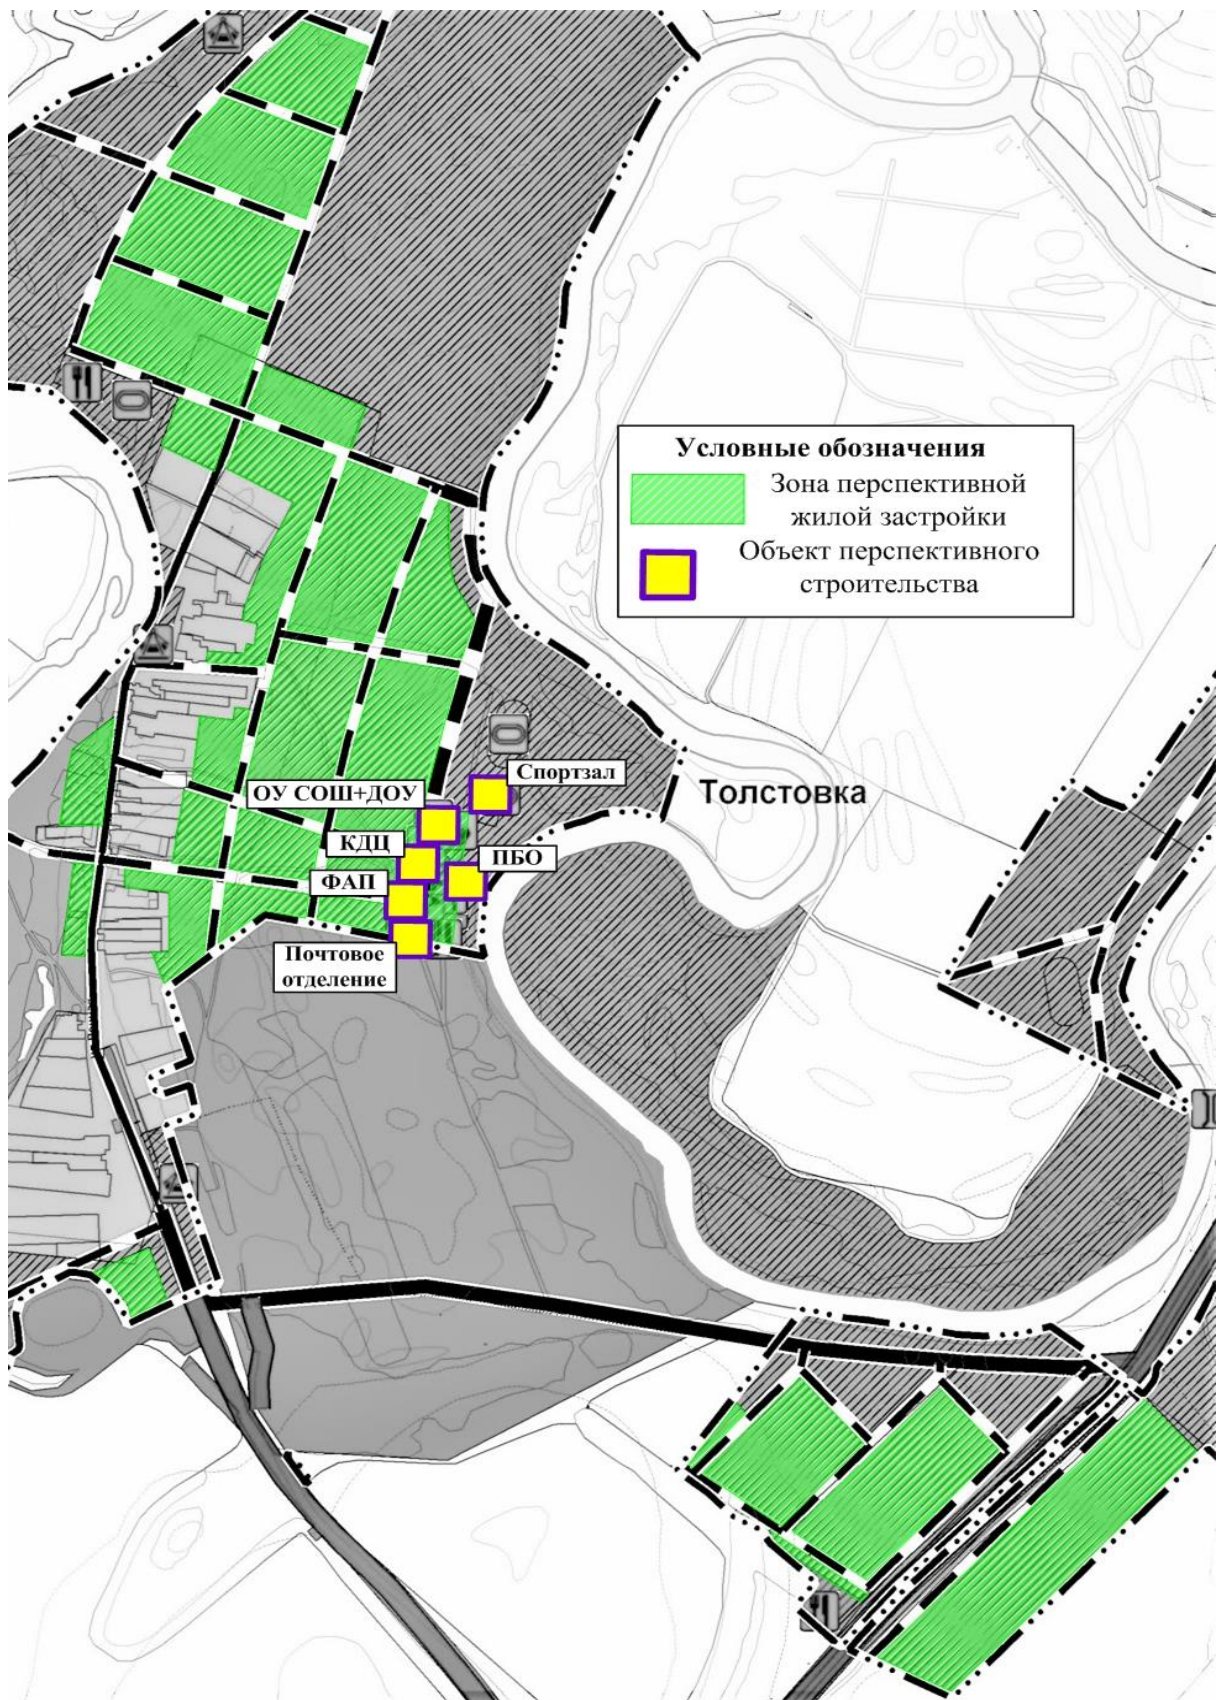 Условные обозначения
Зона перспективной
жилой застройки
Объект перспективного
строительства
Спортзал
ОУ СОШ+ДОУ
Толстовка
КДЦ
ПБО
ФАП
Почтовое
отделение